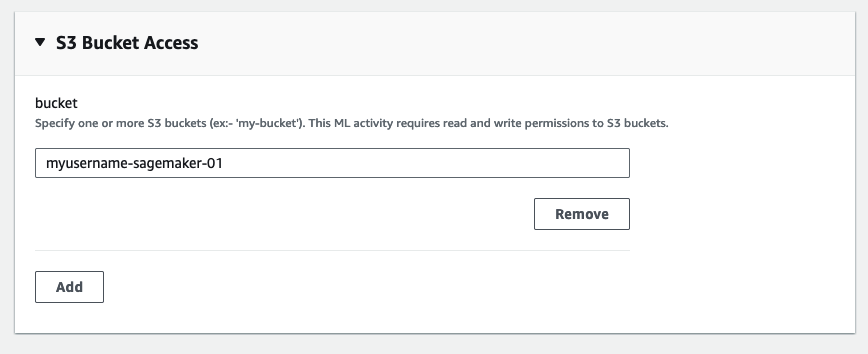 S3 Bucket Access
bucket
Specify one or more S3 buckets (ex:- 'my-bucket'). This ML activity requires read and write permissions to S3 buckets.
myusername-sagemaker-01
Remove
Add